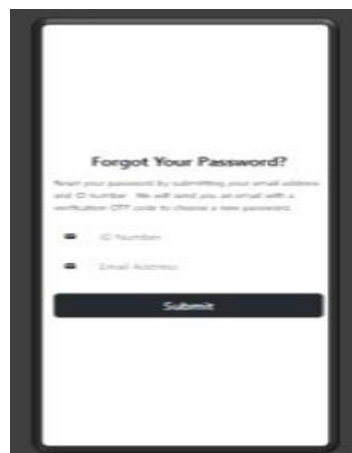 Forgot Your Password?
Reset your password by submitting your email address
and ID number. We will send you an email with a
verification OTP code to choose a new password.
ID Number
Email Address
Submit